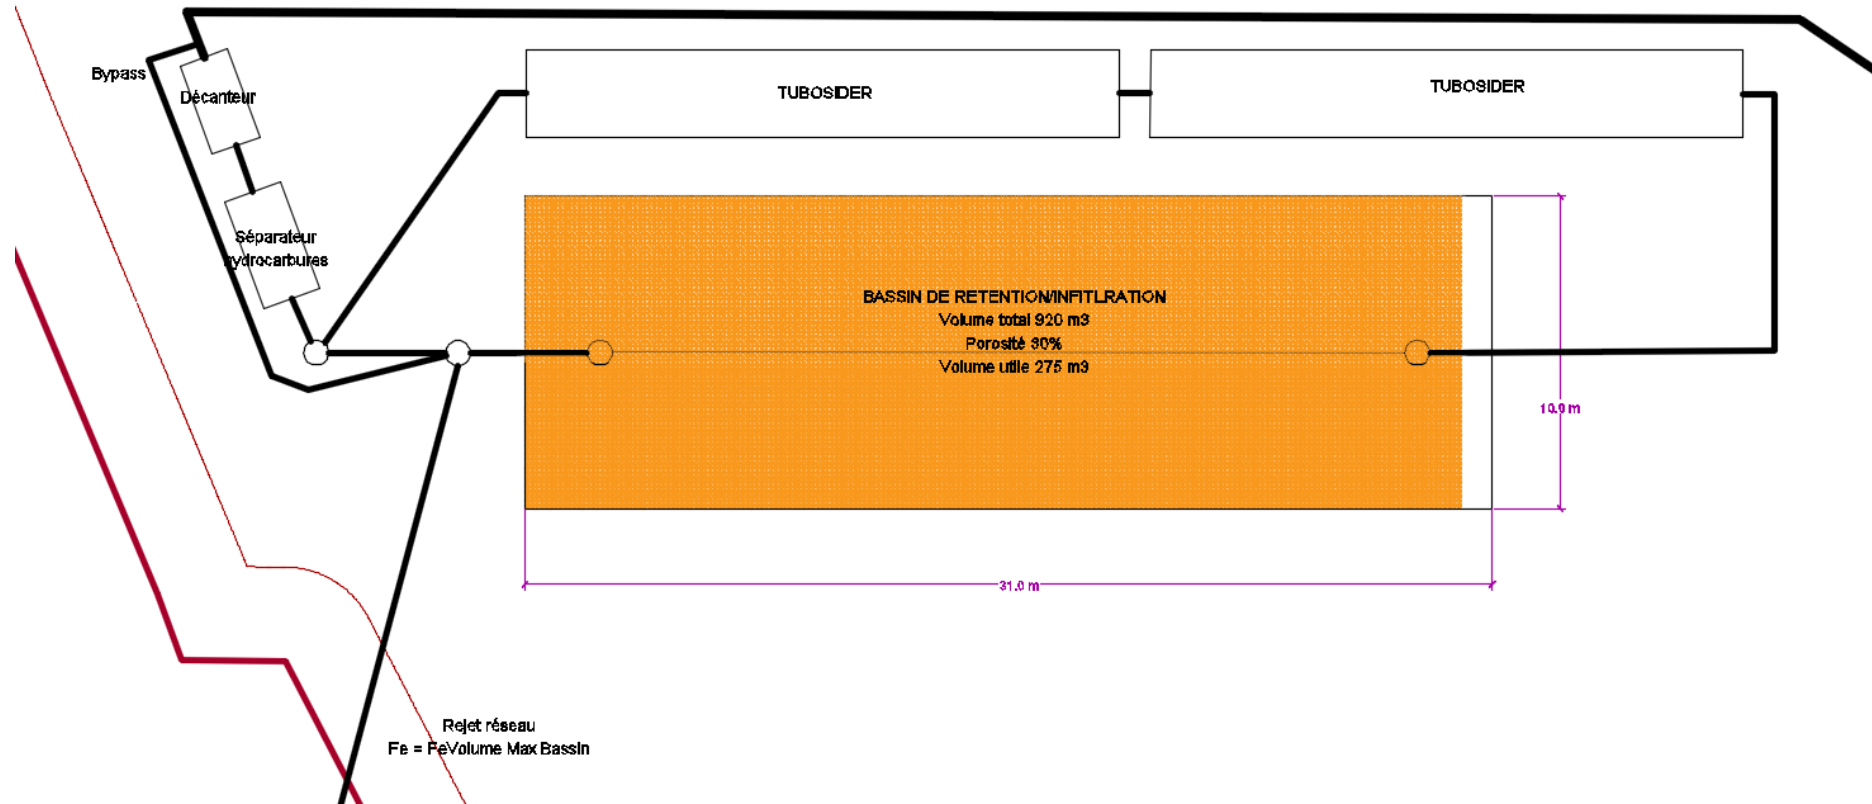 Bypass
Décanteur
TUBOSIDER
TUBOSIDER
Séparateur
hydrocarbures
BASSIN DE RETENTION/INFITLRATION
Volume total 920 m3
Porosité 30%
Volume utile 275 m3
10.0 m
31.0 m
Rejet réseau
Fe = FeVolume Max Bassin